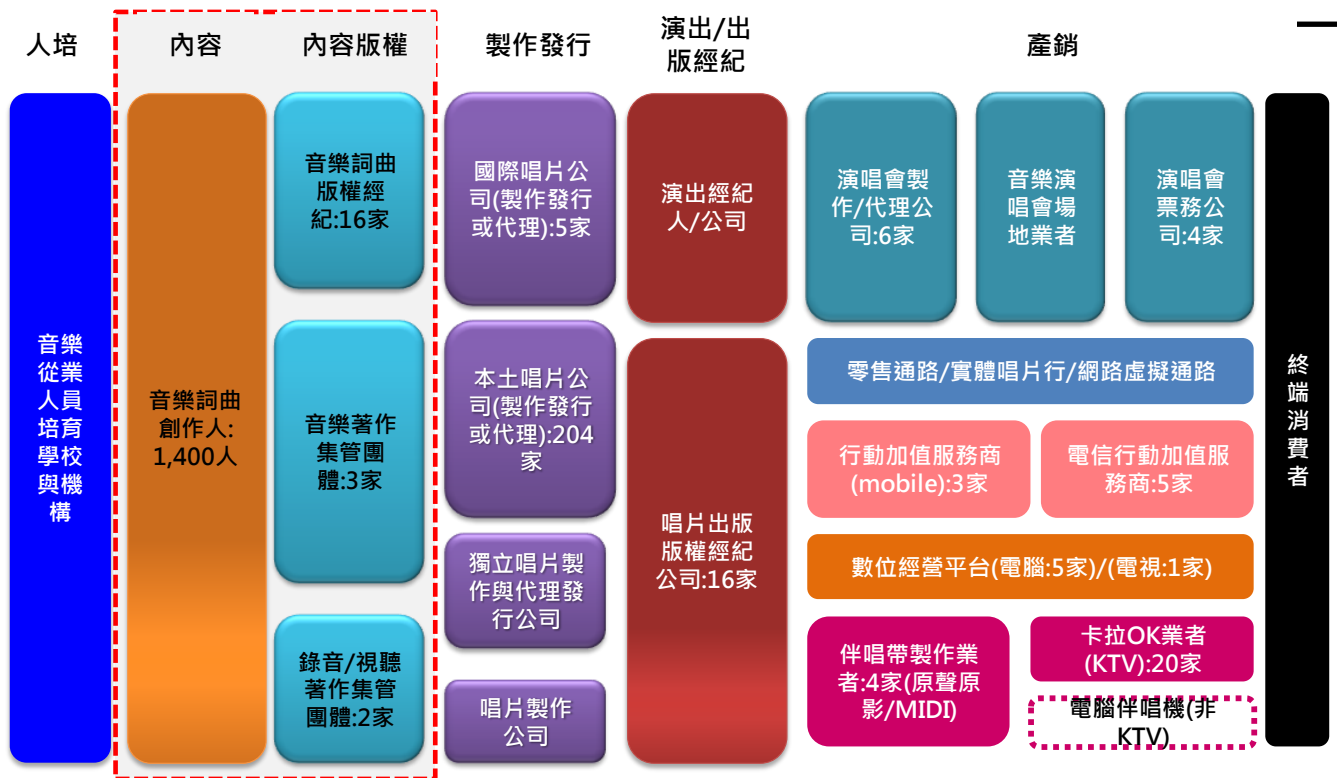 人培
內容
內容版權
製作發行
演出/出
版經紀
產銷
音樂
從業
人員
培育
學校
與機
構
音樂詞曲
創作人:
1,400人
音樂詞曲
版權經
紀:16家
音樂著作
集管團
體:3家
錄音/視聽
著作集管
團體:2家
國際唱片公
司(製作發行
或代理):5家
本土唱片公
司(製作發行
或代理):204
家
獨立唱片製
作與代理發
行公司
唱片製作
公司
演出經紀
人/公司
唱片出版
版權經紀
公司:16家
演唱會製
作/代理公
司:6家
音樂演
唱會場
地業者
演唱會
票務公
司:4家
零售通路/實體唱片行/網路虛擬通路
行動加值服務商
(mobile):3家
電信行動加值服
務商:5家
數位經營平台(電腦:5家)/(電視:1家)
伴唱帶製作業
者:4家(原聲原
影/MIDI)
卡拉OK業者
(KTV):20家
電腦伴唱機(非
KTV)
終
端
消
費
者